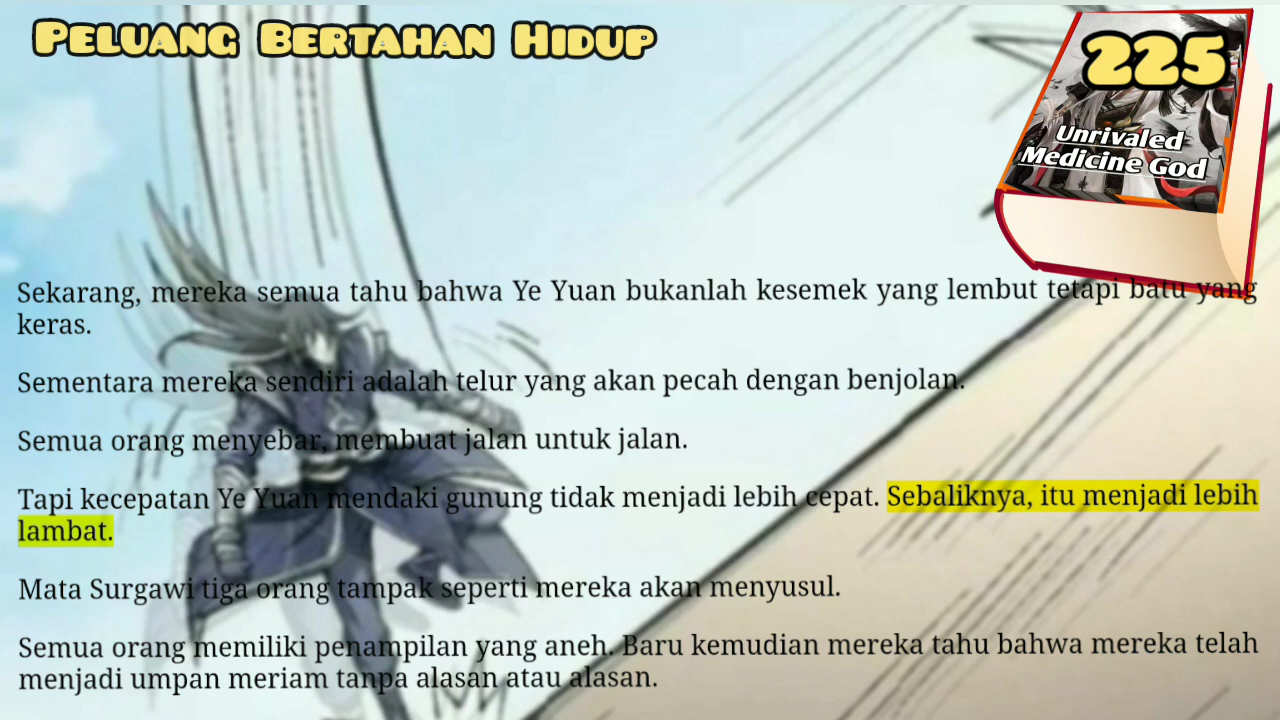 Peluang Bertahan Hidup
225
Unrivaled
Medicine God
Sekarang, mereka semua tahu bahwa Ye Yuan bukanlah kesemek yang lembut tetapi batu yang
keras.
Sementara mereka sendiri adalah telur yang akan pecah dengan benjolan.
Semua orang menyebar, membuat jalan untuk jalan.
Tapi kecepatan Ye Yuan mendaki gunung tidak menjadi lebih cepat. Sebaliknya, itu menjadi lebih
lambat.
Mata Surgawi tiga orang tampak seperti mereka akan menyusul.
Semua orang memiliki penampilan yang aneh. Baru kemudian mereka tahu bahwa mereka telah
menjadi umpan meriam tanpa alasan atau alasan.